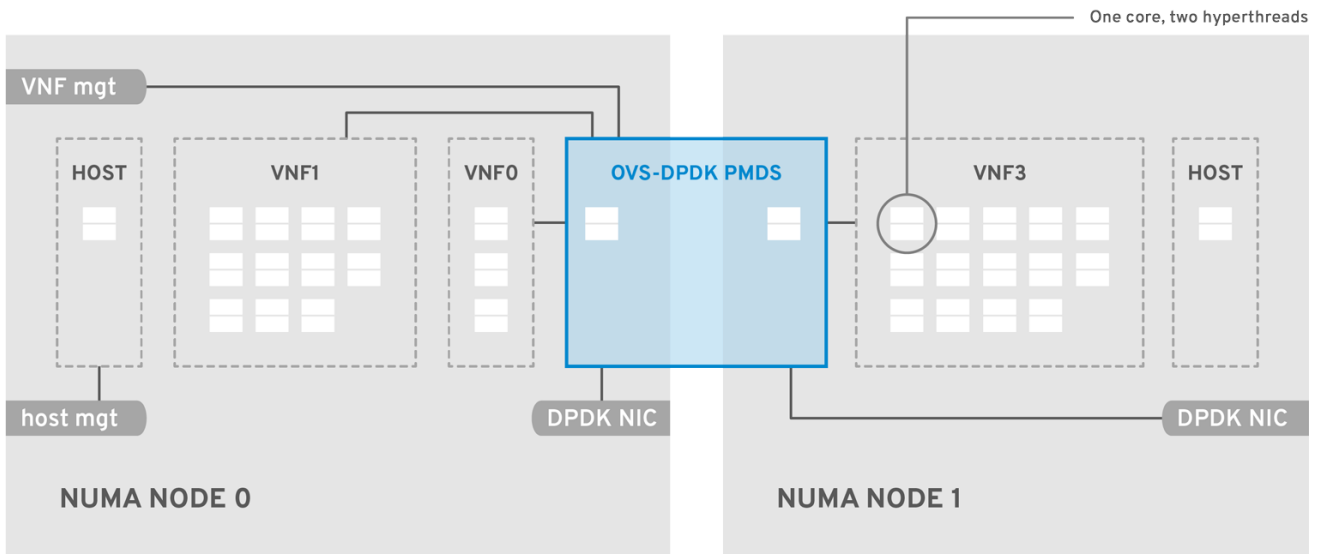 One core, two hyperthreads
VNF mgt
HOST
VNF1
VNF0
OVS-DPDK PMDS
VNF3
HOST
host mgt
DPDK NIC
DPDK NIC
NUMA NODE 0
NUMA NODE 1